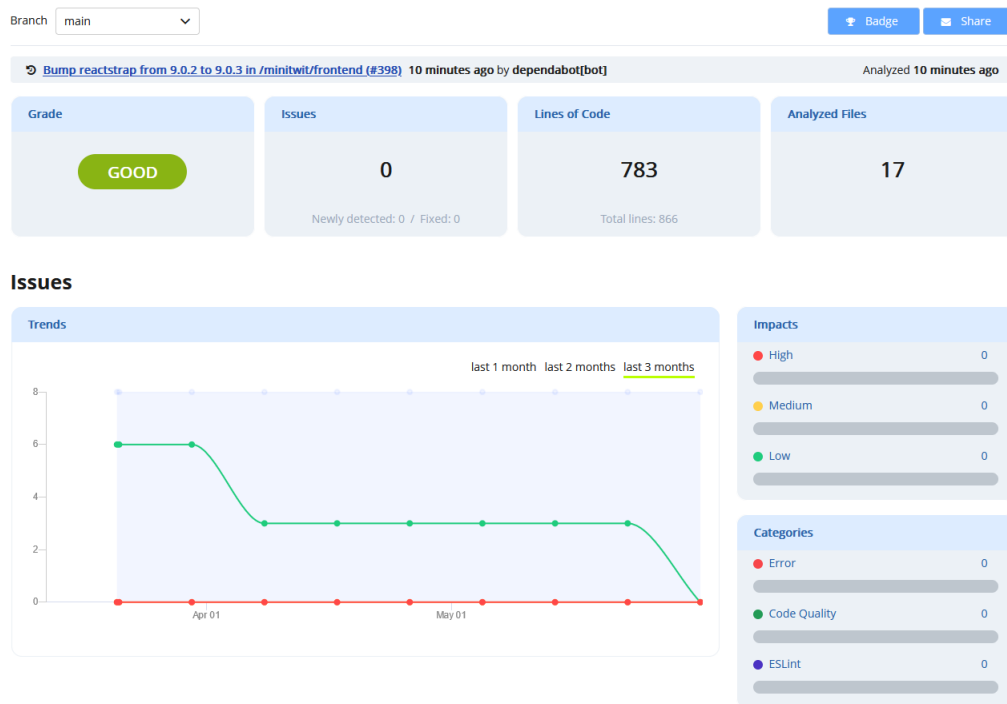 Branch main Badge Share
Bump reactstrap from 9.0.2 to 9.0.3 in /minitwit/frontend (#398) 10 minutes ago by dependabot[bot] Analyzed 10 minutes ago
Grade Issues Lines of Code Analyzed Files
GOOD 0 783 17
Newly detected: 0 / Fixed: 0 Total lines: 866
Issues
Trends
last 1 month last 2 months last 3 months
8
6
4
2
0
Apr 01 May 01
Impacts
High 0
Medium 0
Low 0
Categories
Error 0
Code Quality 0
ESLint 0